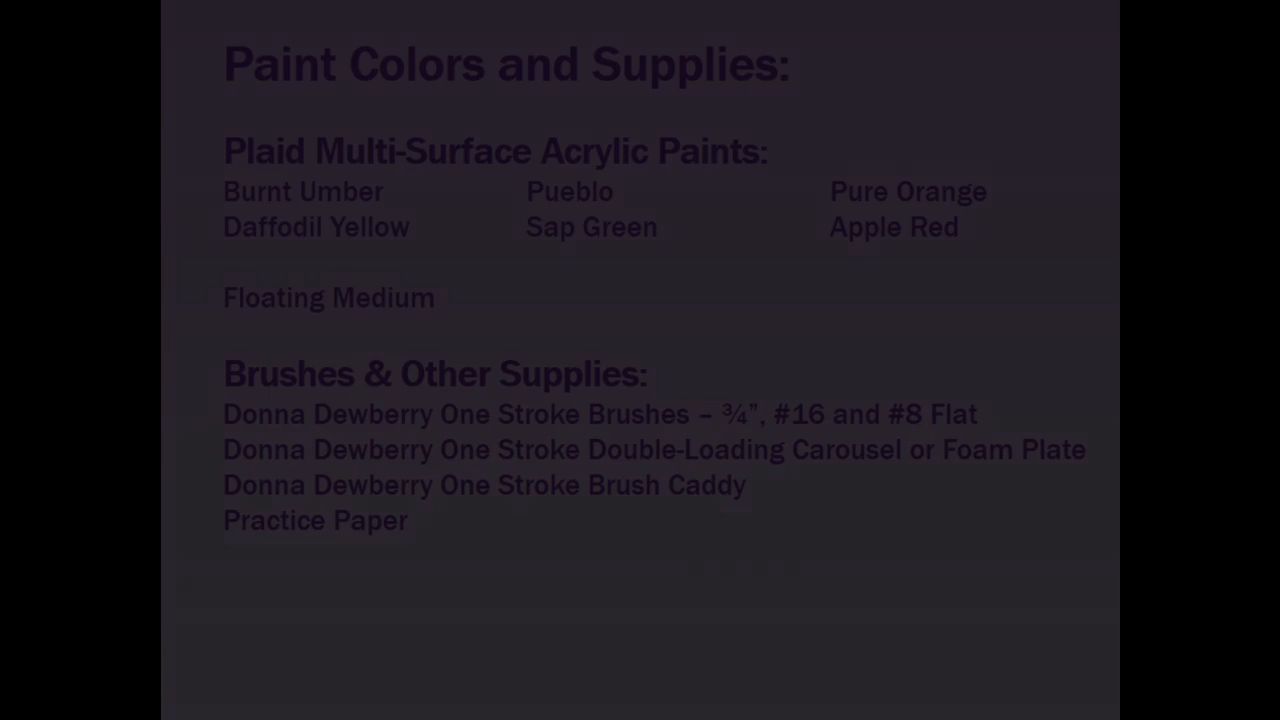 Paint Colors and Supplies:
Plaid Multi-Surface Acrylic Paints:
Burnt Umber Pueblo Pure Orange
Daffodil Yellow Sap Green Apple Red
Floating Medium
Brushes & Other Supplies:
Donna Dewberry One Stroke Brushes – ¾”, #16 and #8 Flat
Donna Dewberry One Stroke Double-Loading Carousel or Foam Plate
Donna Dewberry One Stroke Brush Caddy
Practice Paper